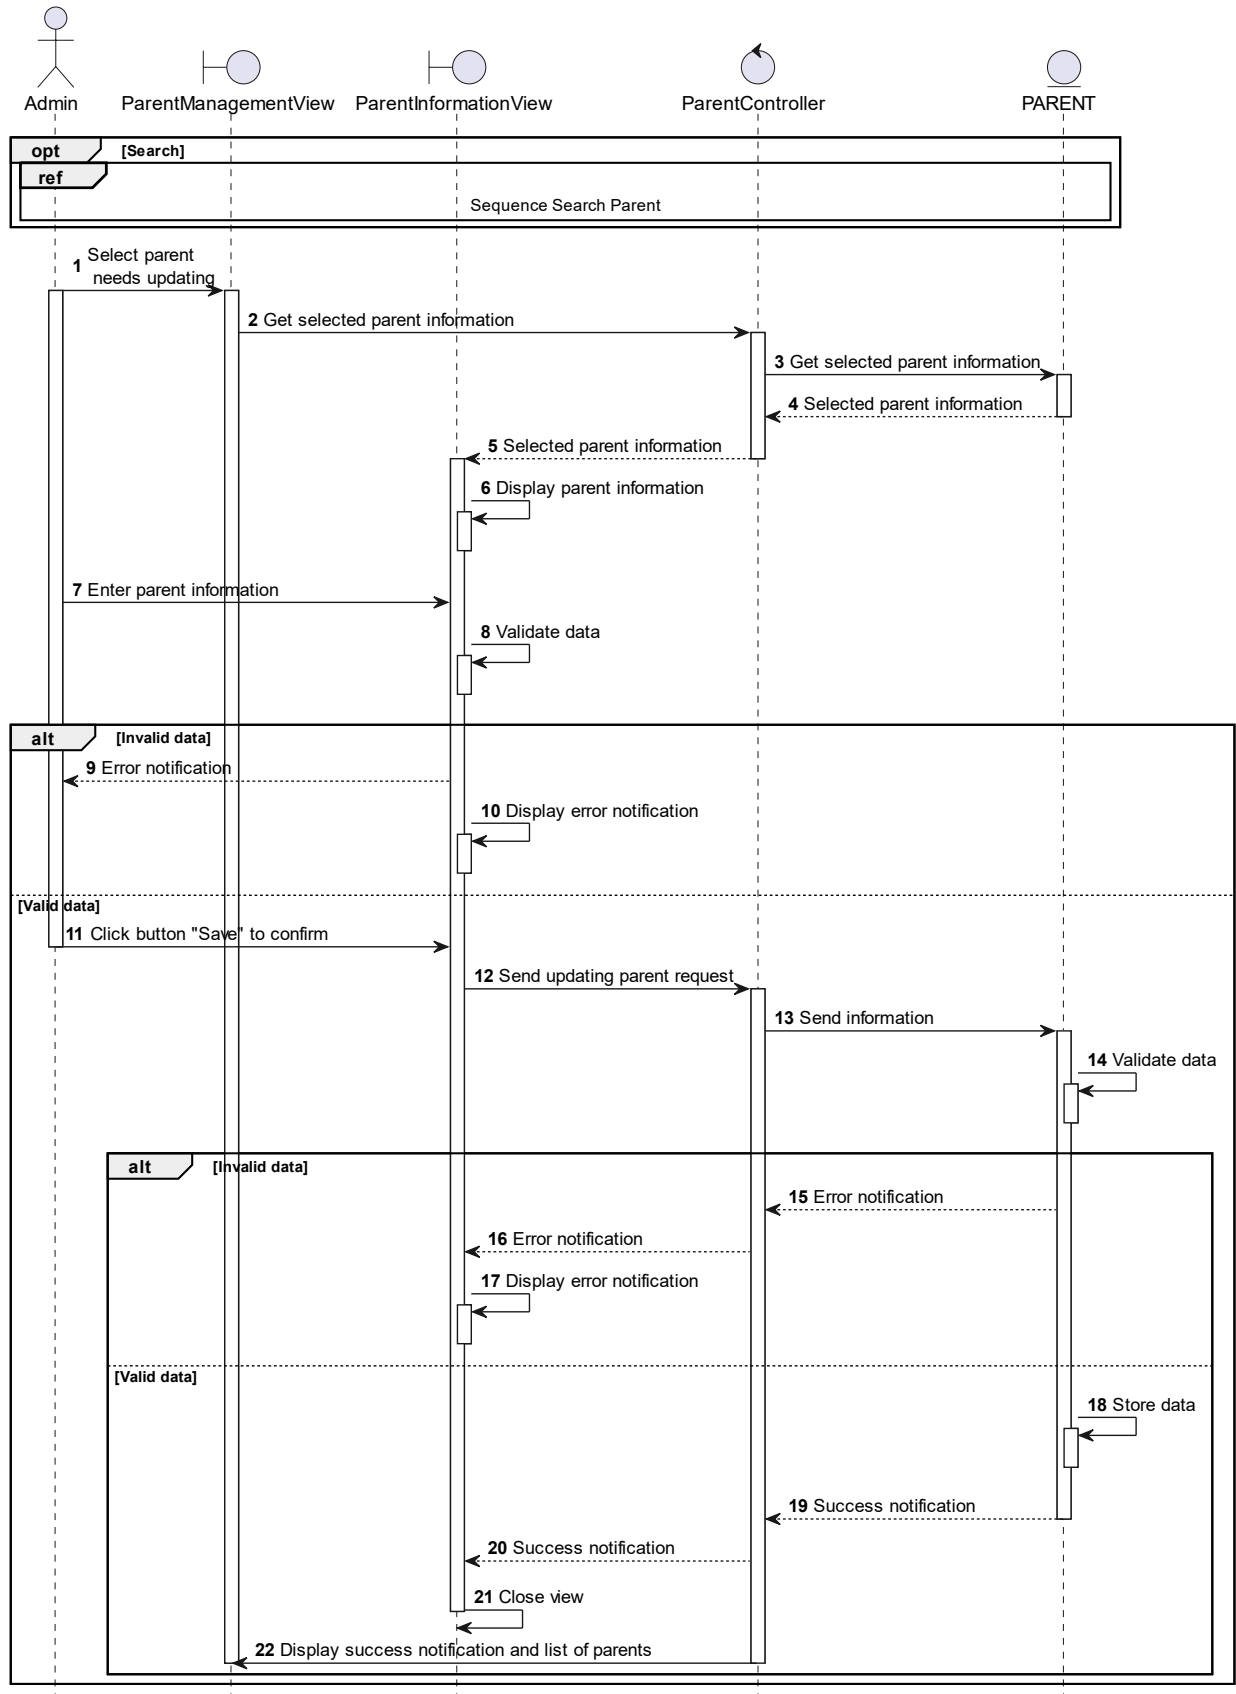 Admin
ParentManagementView
ParentInformationView
ParentController
PARENT
opt [Search]
ref
Sequence Search Parent
1 Select parent
needs updating
2 Get selected parent information
3 Get selected parent information
4 Selected parent information
5 Selected parent information
6 Display parent information
7 Enter parent information
8 Validate data
alt [Invalid data]
9 Error notification
10 Display error notification
[Valid data]
11 Click button "Save" to confirm
12 Send updating parent request
13 Send information
14 Validate data
alt [Invalid data]
15 Error notification
16 Error notification
17 Display error notification
[Valid data]
18 Store data
19 Success notification
20 Success notification
21 Close view
22 Display success notification and list of parents